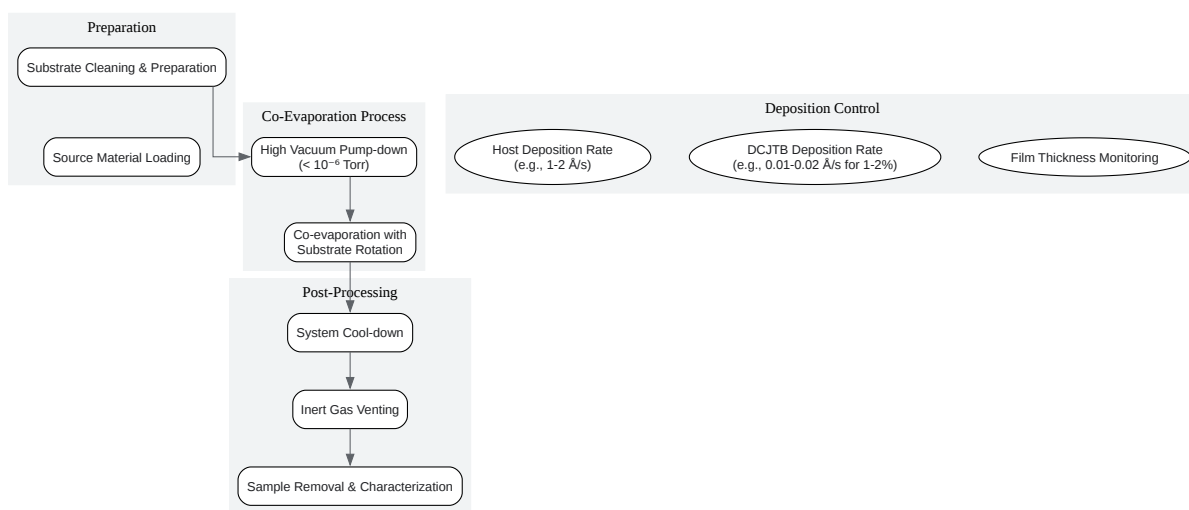 Preparation
Substrate Cleaning & Preparation
Source Material Loading
Co-Evaporation Process
High Vacuum Pump-down
(< 10⁻⁶ Torr)
Co-evaporation with
Substrate Rotation
Deposition Control
Host Deposition Rate
(e.g., 1-2 Å/s)
DCJTB Deposition Rate
(e.g., 0.01-0.02 Å/s for 1-2%)
Film Thickness Monitoring
Post-Processing
System Cool-down
Inert Gas Venting
Sample Removal & Characterization